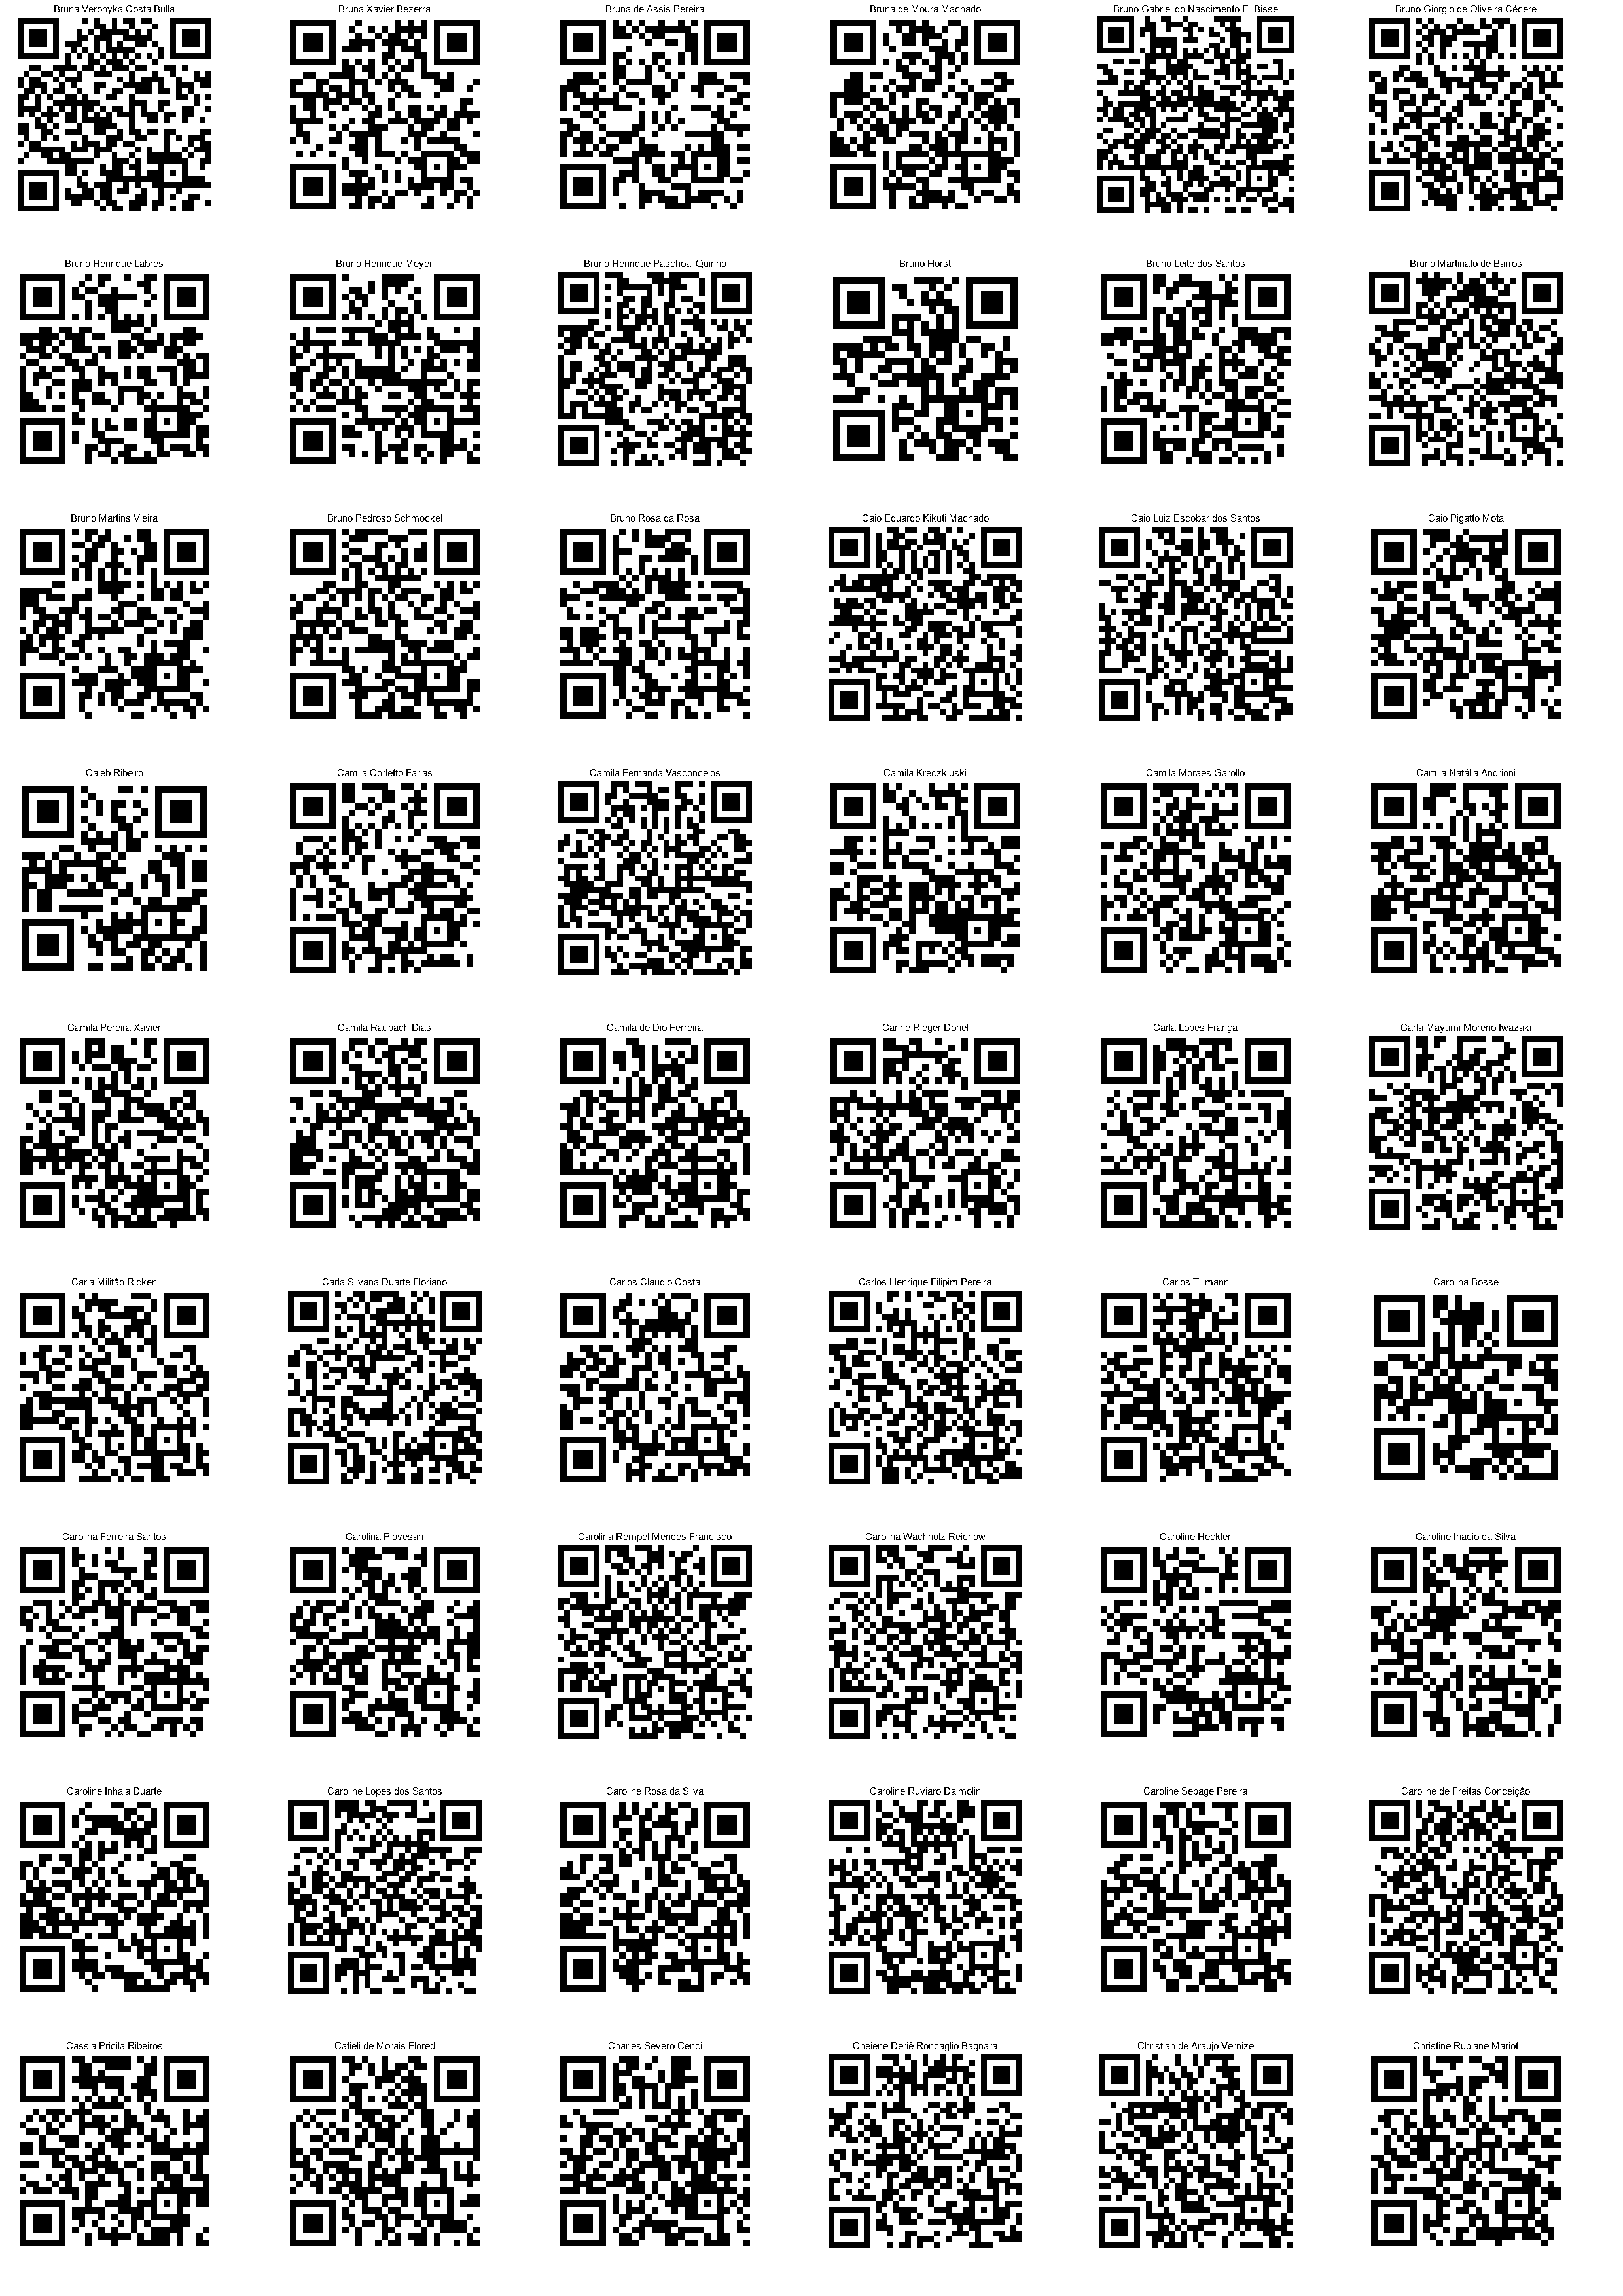 Bruna Veronyka Costa Bulla
Bruna Xavier Bezerra
Bruna de Assis Pereira
Bruna de Moura Machado
Bruno Gabriel do Nascimento E. Bisse
Bruno Giorgio de Oliveira Cécere
Bruno Henrique Labres
Bruno Henrique Meyer
Bruno Henrique Paschoal Quirino
Bruno Horst
Bruno Leite dos Santos
Bruno Martinato de Barros
Bruno Martins Vieira
Bruno Pedroso Schmockel
Bruno Rosa da Rosa
Caio Eduardo Kikuti Machado
Caio Luiz Escobar dos Santos
Caio Pigatto Mota
Caleb Ribeiro
Camila Corletto Farias
Camila Fernanda Vasconcelos
Camila Kreczkiuski
Camila Moraes Garollo
Camila Natália Andrioni
Camila Pereira Xavier
Camila Raubach Dias
Camila de Dio Ferreira
Carine Rieger Donel
Carla Lopes França
Carla Mayumi Moreno Iwazaki
Carla Militão Ricken
Carla Silvana Duarte Floriano
Carlos Claudio Costa
Carlos Henrique Filipim Pereira
Carlos Tillmann
Carolina Bosse
Carolina Ferreira Santos
Carolina Piovesan
Carolina Rempel Mendes Francisco
Carolina Wachholz Reichow
Caroline Heckler
Caroline Inacio da Silva
Caroline Inhaia Duarte
Caroline Lopes dos Santos
Caroline Rosa da Silva
Caroline Ruviaro Dalmolin
Caroline Sebage Pereira
Caroline de Freitas Conceição
Cassia Pricila Ribeiros
Catieli de Morais Flored
Charles Severo Cenci
Cheiene Deriê Roncaglio Bagnara
Christian de Araujo Vernize
Christine Rubiane Mariot